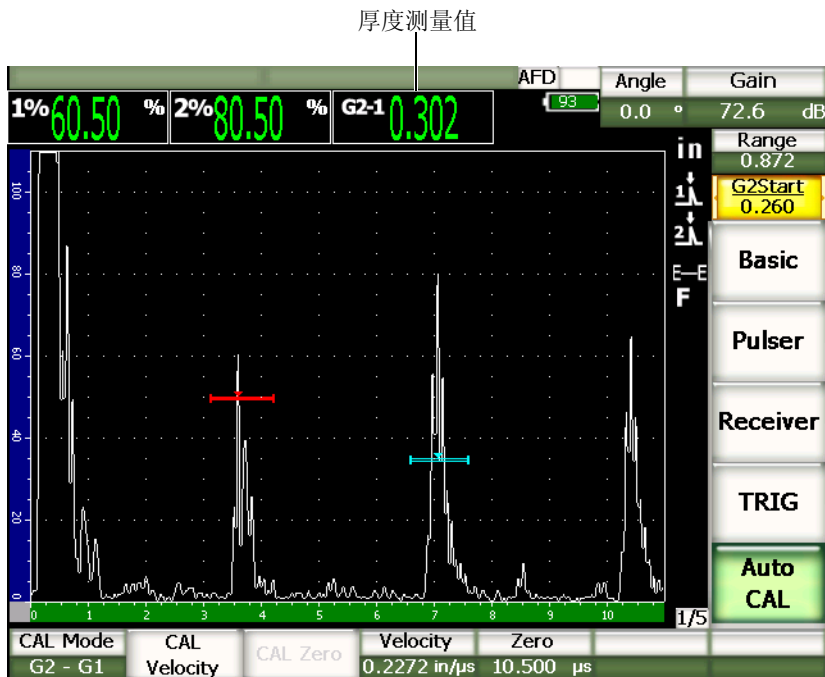 厚度测量值
AFD
Angle
Gain
1% 60.50 %
2% 80.50 %
G2-1 0.302
93
0.0 °
72.6 dB
in
Range
0.872
G2Start
0.260
1
2
E—E
F
Basic
Pulser
Receiver
TRIG
Auto
CAL
100
80
60
40
20
0
0 1 2 3 4 5 6 7 8 9 10
1/5
CAL Mode
G2 - G1
CAL
Velocity
CAL Zero
Velocity
0.2272 in/µs
Zero
10.500 µs